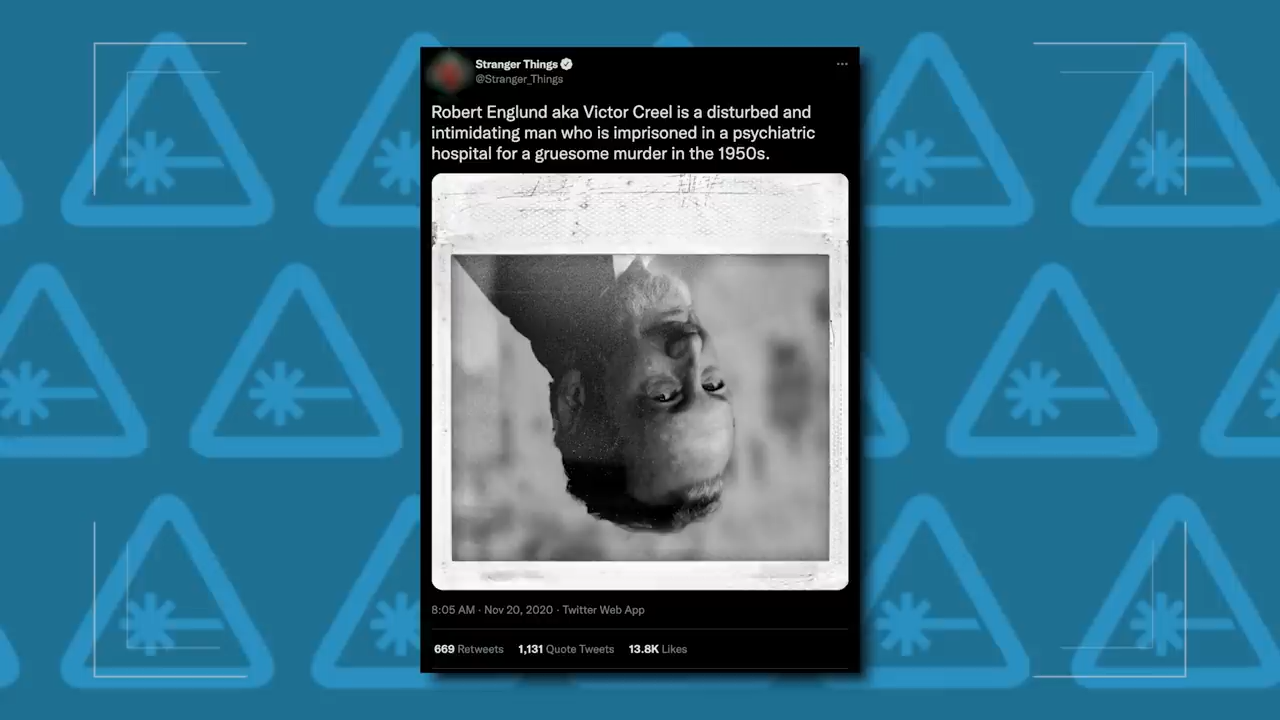 Stranger Things
@Stranger_Things
Robert Englund aka Victor Creel is a disturbed and
intimidating man who is imprisoned in a psychiatric
hospital for a gruesome murder in the 1950s.
8:05 AM · Nov 20, 2020 · Twitter Web App
669 Retweets 1,131 Quote Tweets 13.8K Likes